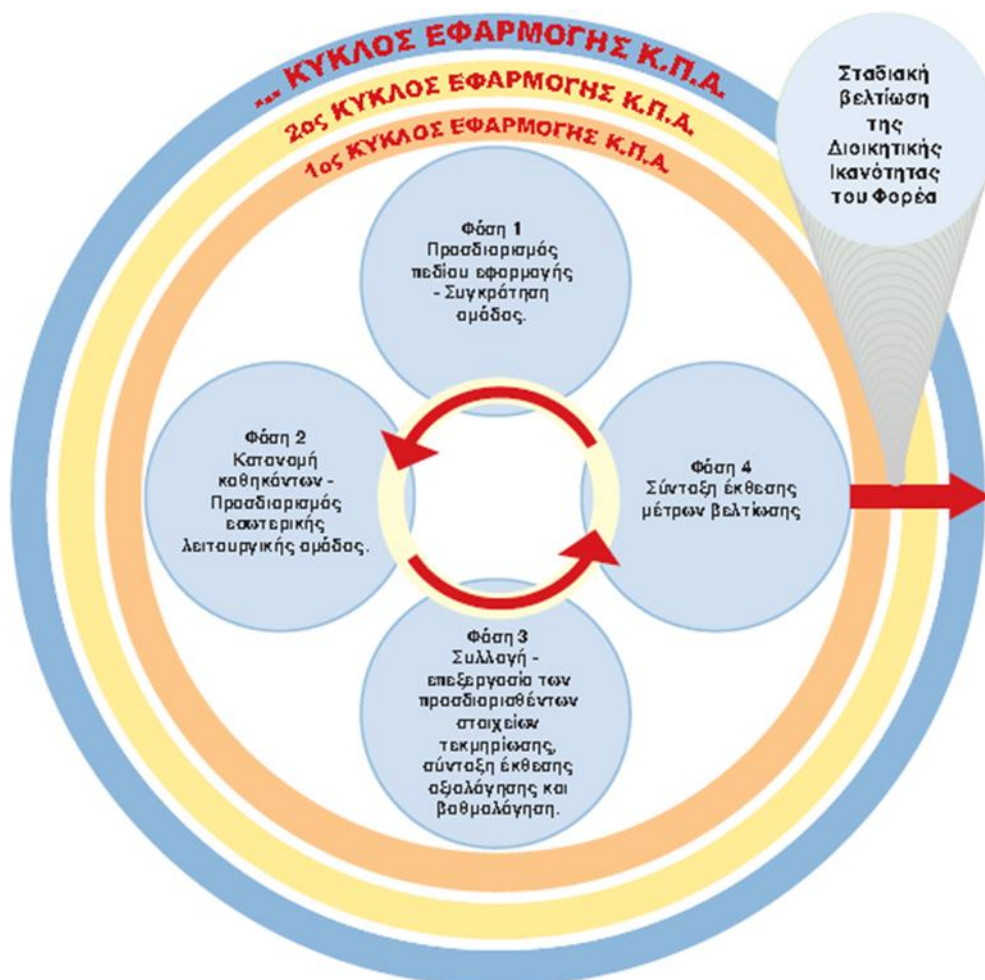 ... ΚΥΚΛΟΣ ΕΦΑΡΜΟΓΗΣ Κ.Π.Α.
2ος ΚΥΚΛΟΣ ΕΦΑΡΜΟΓΗΣ Κ.Π.Α.
1ος ΚΥΚΛΟΣ ΕΦΑΡΜΟΓΗΣ Κ.Π.Α.
Σταδιακή
βελτίωση
της
Διοικητικής
Ικανότητας
του Φορέα
Φάση 1
Προσδιορισμός
πεδίου εφαρμογής
- Συγκρότηση
ομάδας.
Φάση 2
Κατανομή
καθηκόντων -
Προσδιορισμός
εσωτερικής
λειτουργικής ομάδας.
Φάση 4
Σύνταξη έκθεσης
μέτρων βελτίωσης
Φάση 3
Συλλογή -
επεξεργασία των
προσδιορισθέντων
στοιχείων
τεκμηρίωσης,
σύνταξη έκθεσης
αξιολόγησης και
βαθμολόγηση.